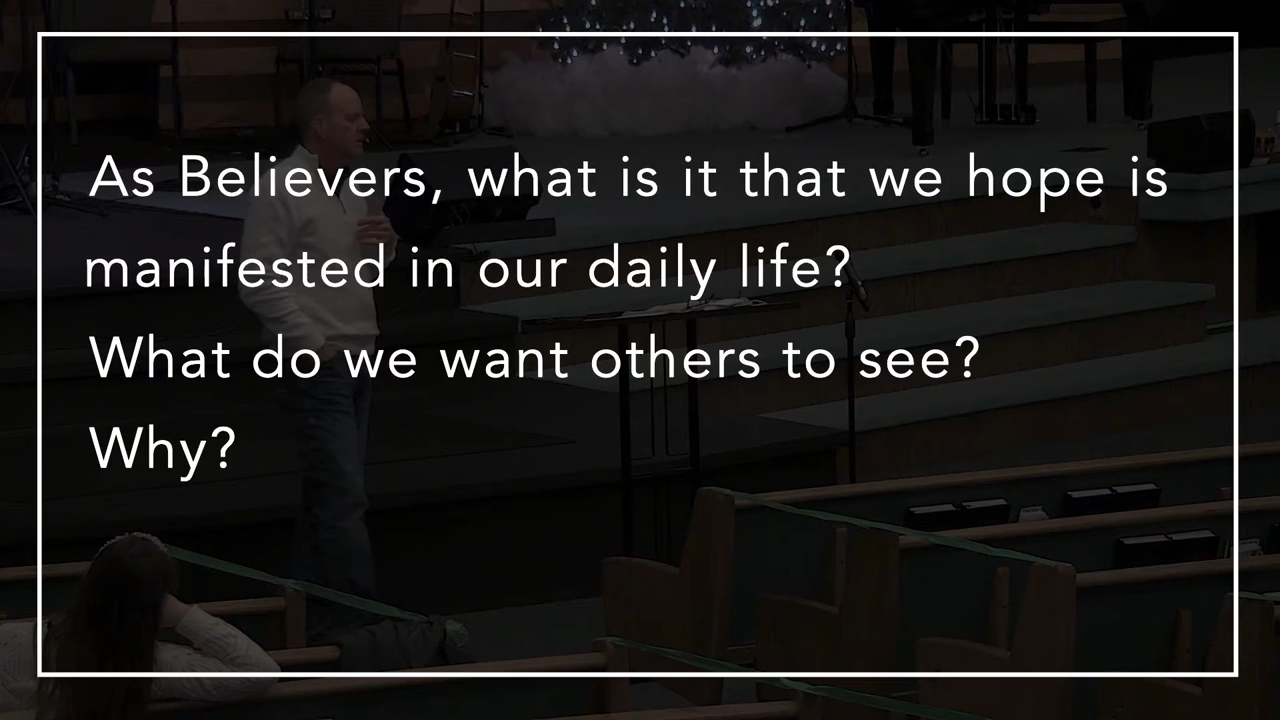 As Believers, what is it that we hope is
manifested in our daily life?
What do we want others to see?
Why?